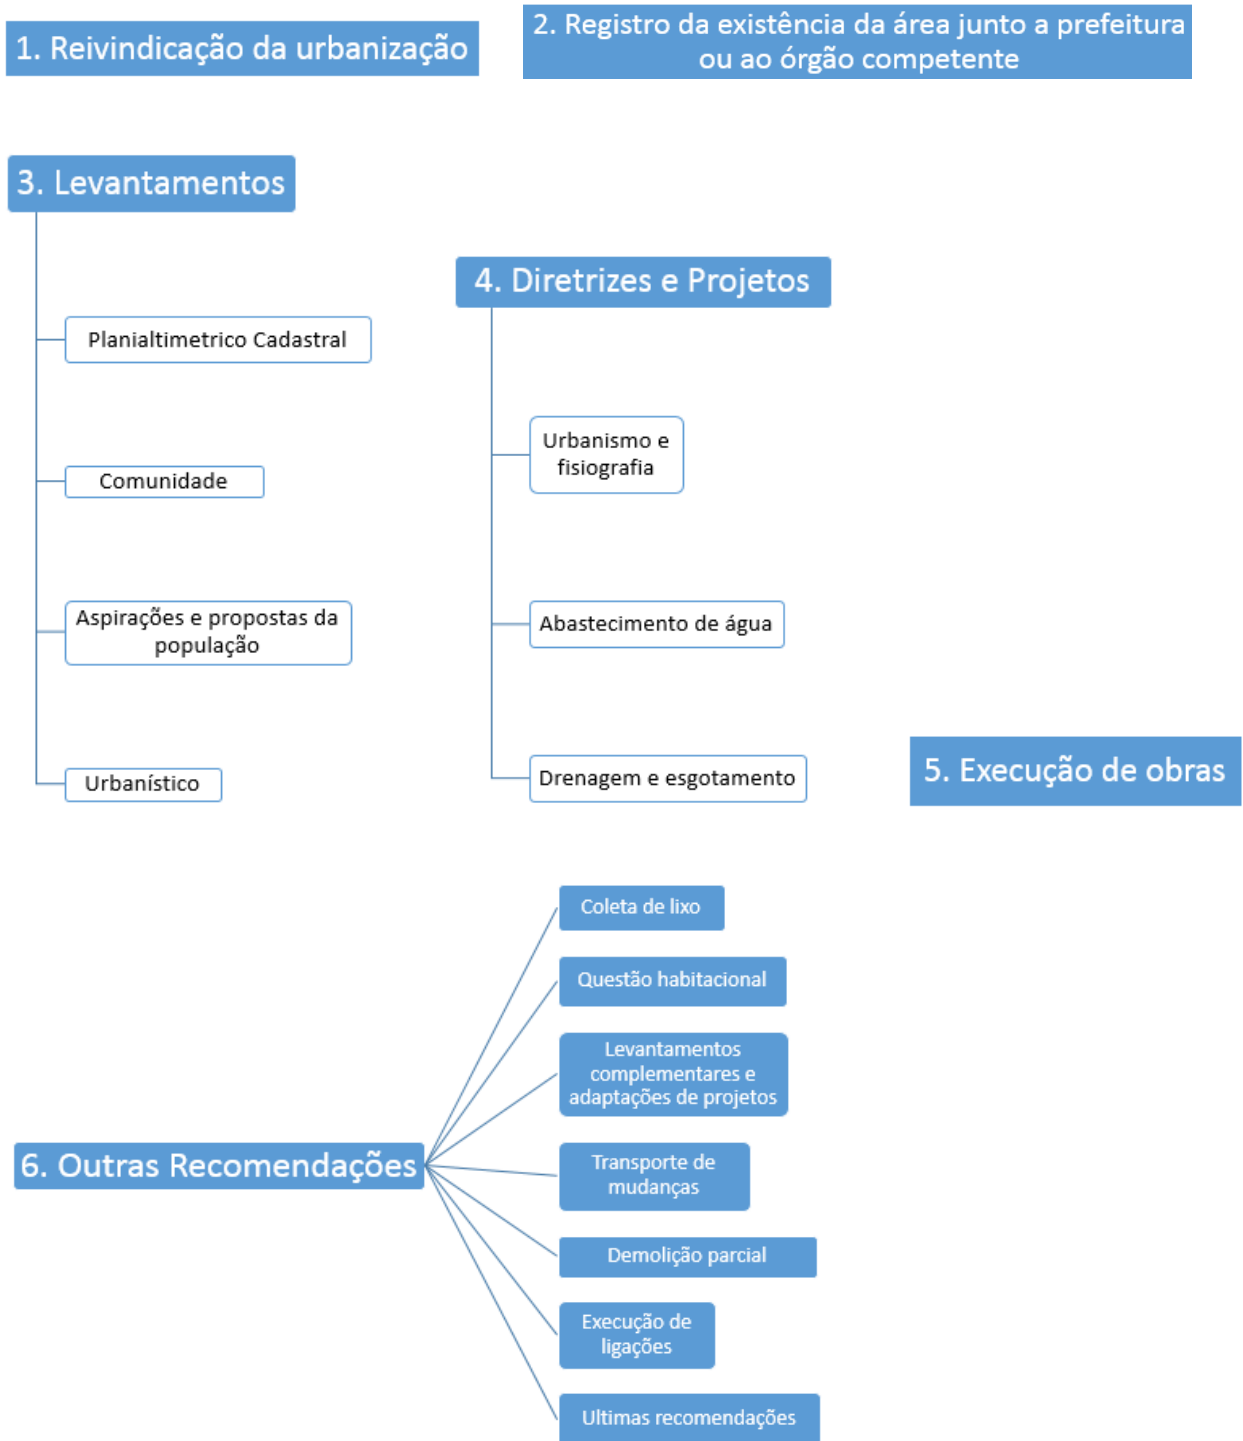 1. Reivindicação da urbanização
2. Registro da existência da área junto a prefeitura
ou ao órgão competente
3. Levantamentos
Planialtimetrico Cadastral
Comunidade
Aspirações e propostas da
população
Urbanístico
4. Diretrizes e Projetos
Urbanismo e
fisiografia
Abastecimento de água
Drenagem e esgotamento
5. Execução de obras
6. Outras Recomendações
Coleta de lixo
Questão habitacional
Levantamentos
complementares e
adaptações de projetos
Transporte de
mudanças
Demolição parcial
Execução de
ligações
Ultimas recomendações